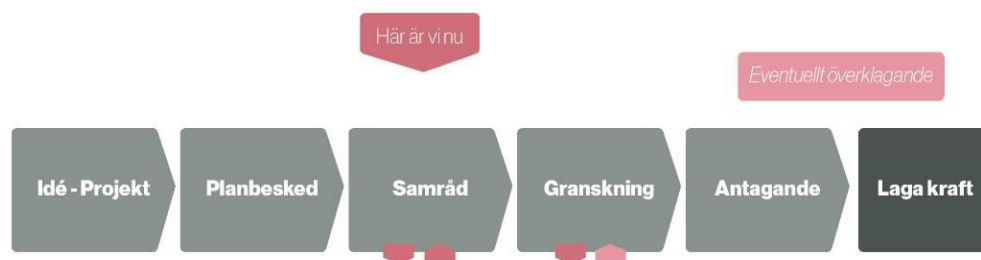 Här är vi nu
Eventuellt överklagande
Idé - Projekt
Planbesked
Samråd
Granskning
Antagande
Laga kraft